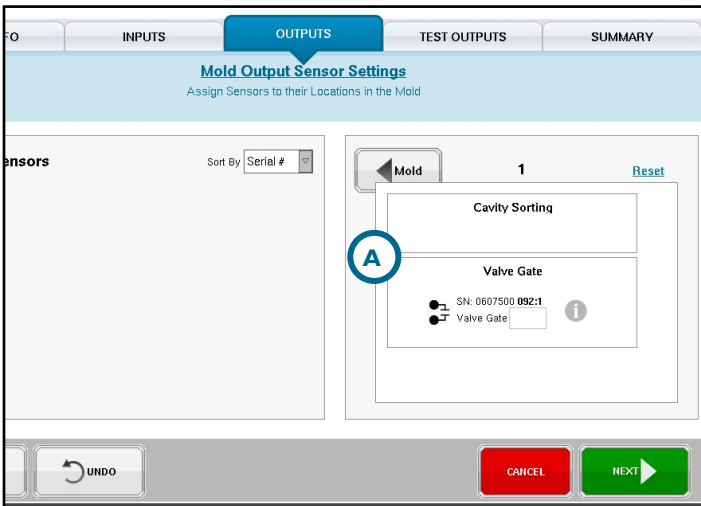 FO INPUTS OUTPUTS TEST OUTPUTS SUMMARY
Mold Output Sensor Settings
Assign Sensors to their Locations in the Mold
ensors Sort By Serial #
Mold 1 Reset
Cavity Sorting
A
Valve Gate
SN: 0607500 092:1
Valve Gate
i
UNDO CANCEL NEXT